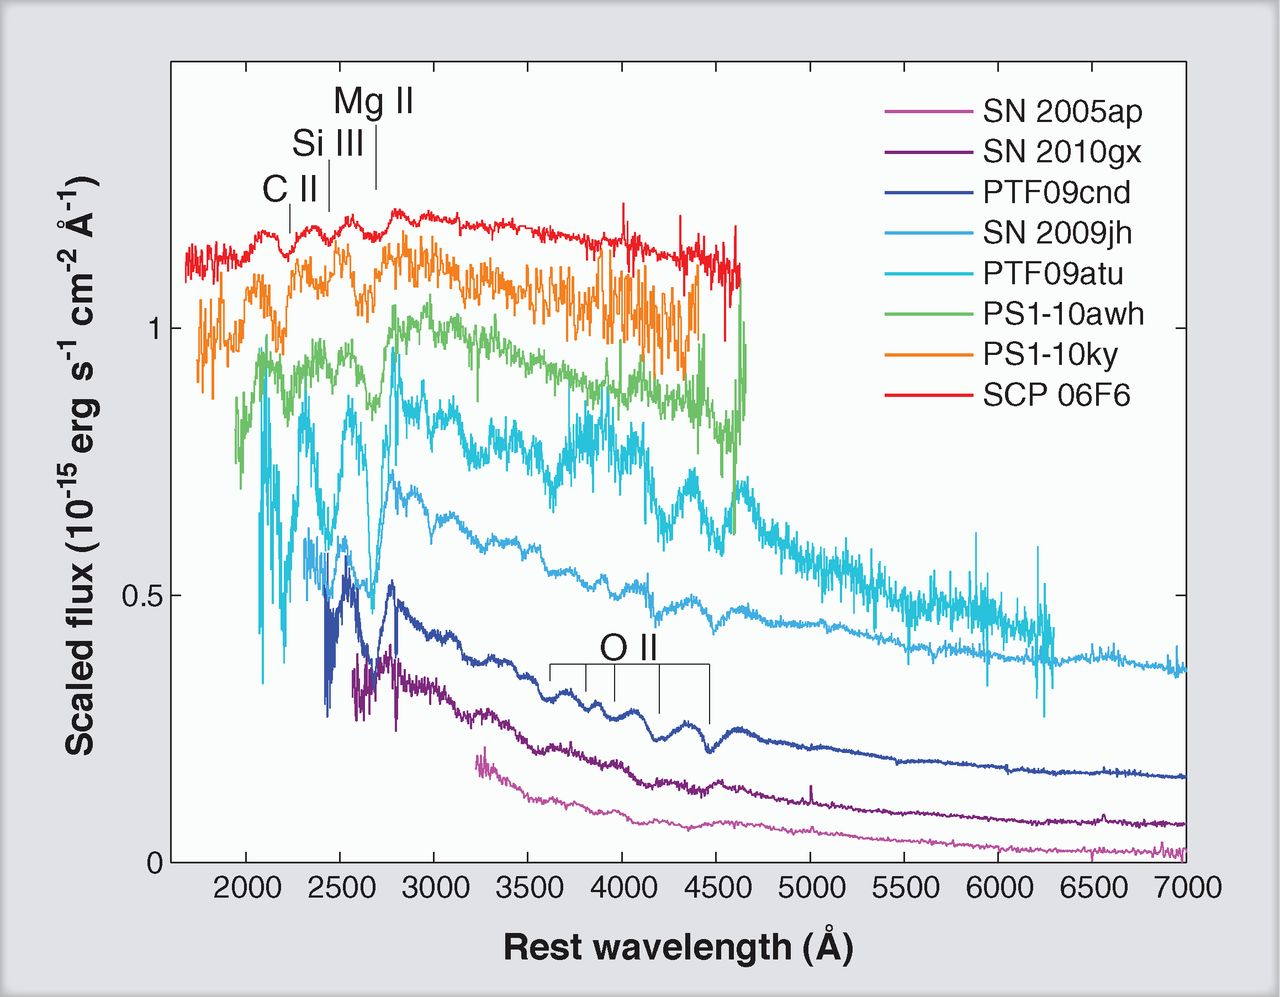 Mg II
Si III
C II
SN 2005ap
SN 2010gx
PTF09cnd
SN 2009jh
PTF09atu
PS1-10awh
PS1-10ky
SCP 06F6
Scaled flux (10⁻¹⁵ erg s⁻¹ cm⁻² Å⁻¹)
1
0.5
0
O II
2000 2500 3000 3500 4000 4500 5000 5500 6000 6500 7000
Rest wavelength (Å)